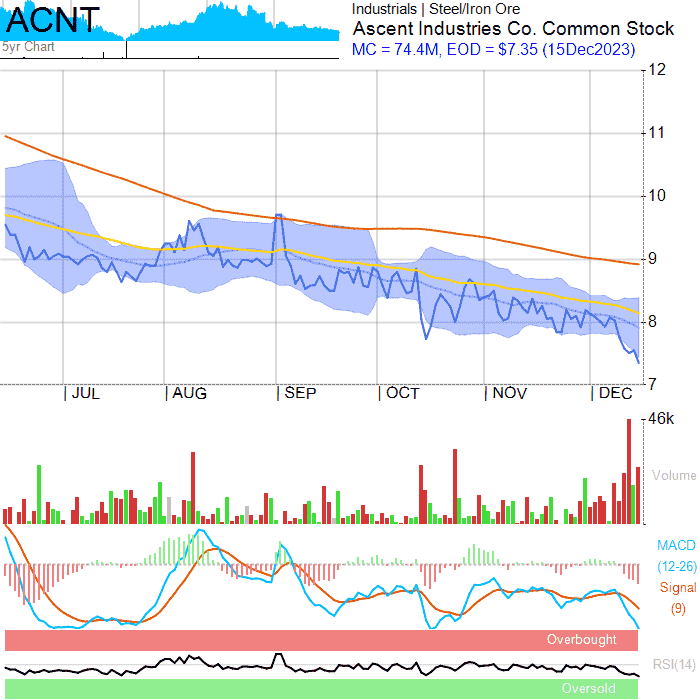 ACNT
5yr Chart
Industrials | Steel/Iron Ore
Ascent Industries Co. Common Stock
MC = 74.4M, EOD = $7.35 (15Dec2023)
12
11
10
9
8
7
| JUL | AUG | SEP | OCT | NOV | DEC
46k
Volume
MACD
(12-26)
Signal
(9)
Overbought
RSI(14)
Oversold